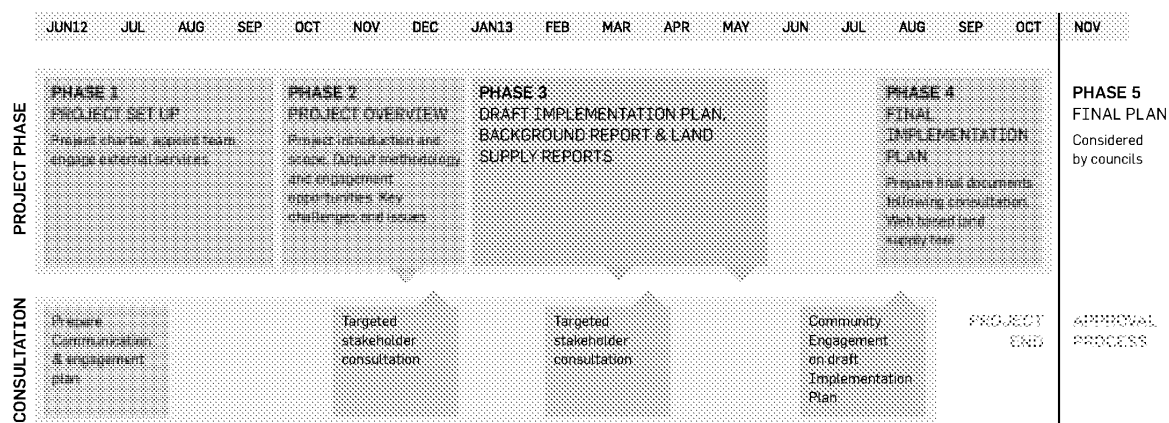 JUN12 JUL AUG SEP OCT NOV DEC JAN13 FEB MAR APR MAY JUN JUL AUG SEP OCT NOV
PROJECT PHASE
PHASE 1
PROJECT SET UP
Project charter, appoint team
engage external services
PHASE 2
PROJECT OVERVIEW
Project introduction and
scope. Output methodology
and engagement
opportunities. Key
challenges and issues
PHASE 3
DRAFT IMPLEMENTATION PLAN,
BACKGROUND REPORT & LAND
SUPPLY REPORTS
PHASE 4
FINAL
IMPLEMENTATION
PLAN
Prepare final documents
following consultation.
Web based land
supply
PHASE 5
FINAL PLAN
Considered
by councils
CONSULTATION
Prepare
Communication
& engagement
plan
Targeted
stakeholder
consultation
Targeted
stakeholder
consultation
Community
Engagement
on draft
Implementation
Plan
PROJECT
END
APPROVAL
PROCESS